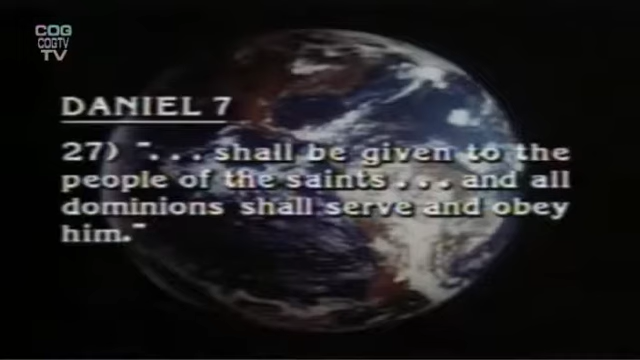 COG
COGTV
TV
DANIEL 7
27) "...shall be given to the
people of the saints...and all
dominions shall serve and obey
him."